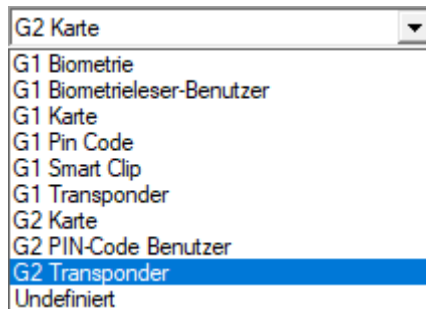 G2 Karte
G1 Biometrie
G1 Biometrieleser-Benutzer
G1 Karte
G1 Pin Code
G1 Smart Clip
G1 Transponder
G2 Karte
G2 PIN-Code Benutzer
G2 Transponder
Undefiniert